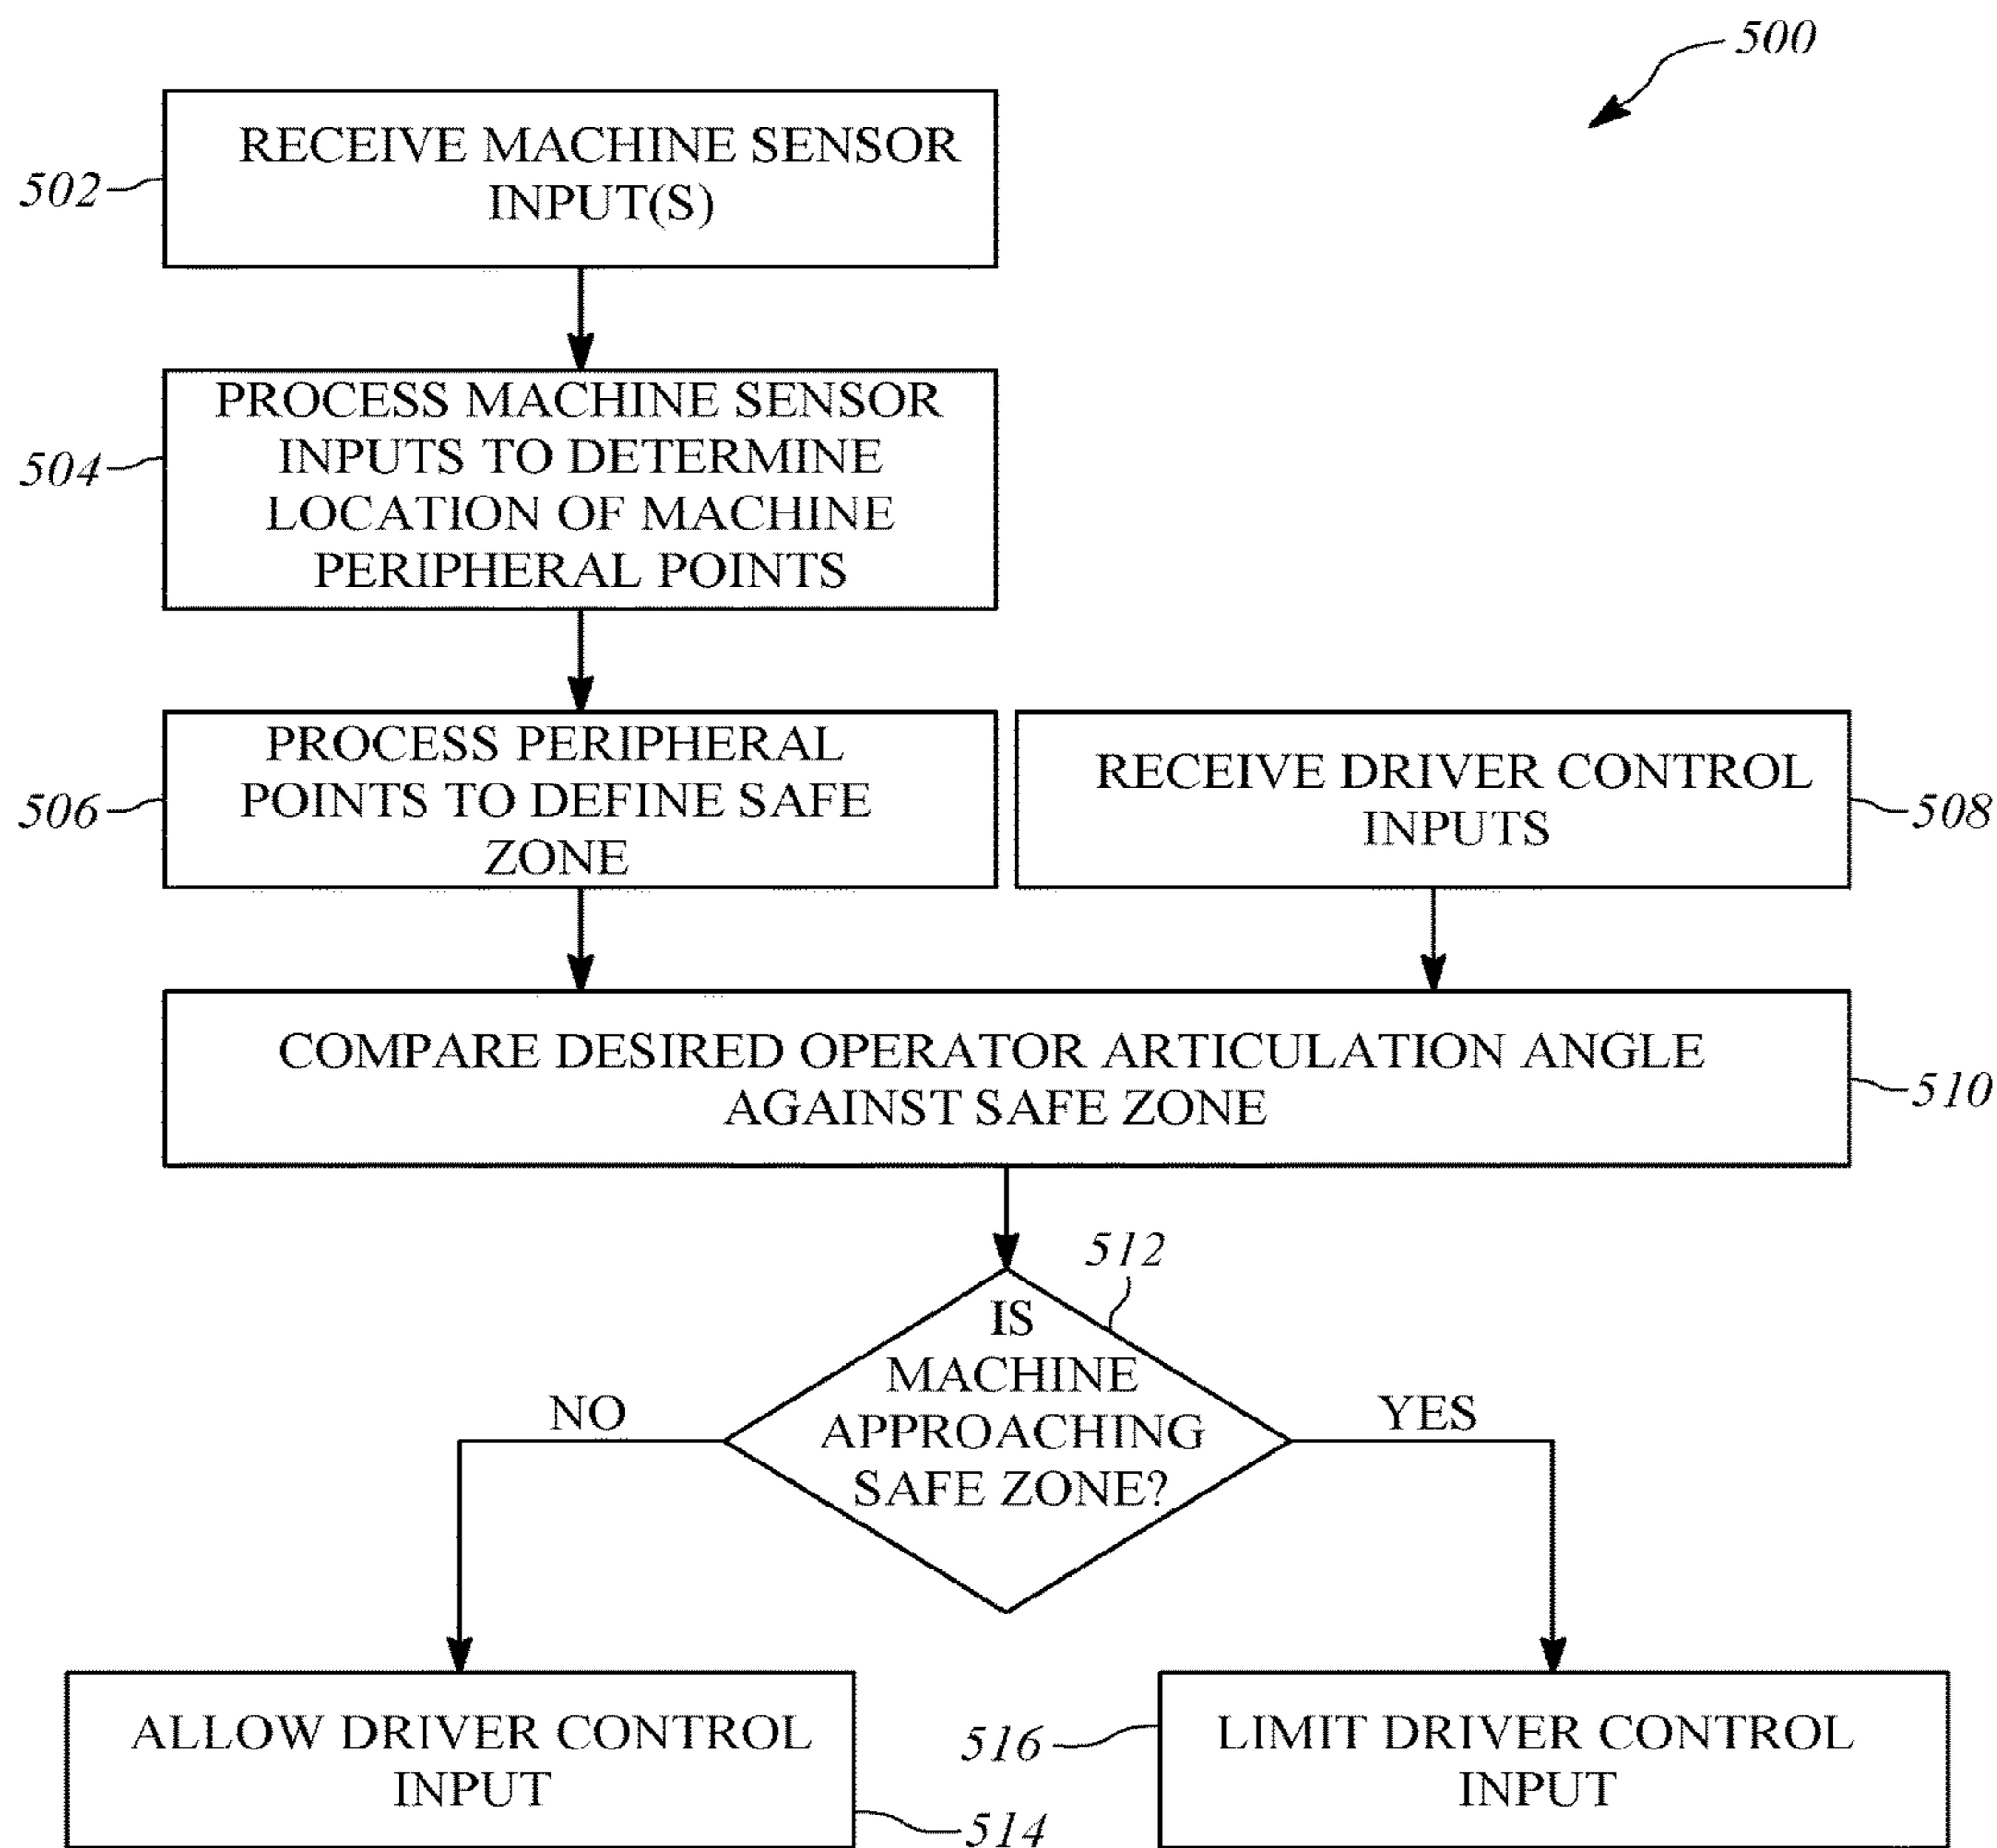 500
RECEIVE MACHINE SENSOR
INPUT(S)
502
PROCESS MACHINE SENSOR
INPUTS TO DETERMINE
LOCATION OF MACHINE
PERIPHERAL POINTS
504
PROCESS PERIPHERAL
POINTS TO DEFINE SAFE
ZONE
506
RECEIVE DRIVER CONTROL
INPUTS
508
COMPARE DESIRED OPERATOR ARTICULATION ANGLE
AGAINST SAFE ZONE
510
512
IS
MACHINE
APPROACHING
SAFE ZONE?
NO
YES
ALLOW DRIVER CONTROL
INPUT
514
516
LIMIT DRIVER CONTROL
INPUT